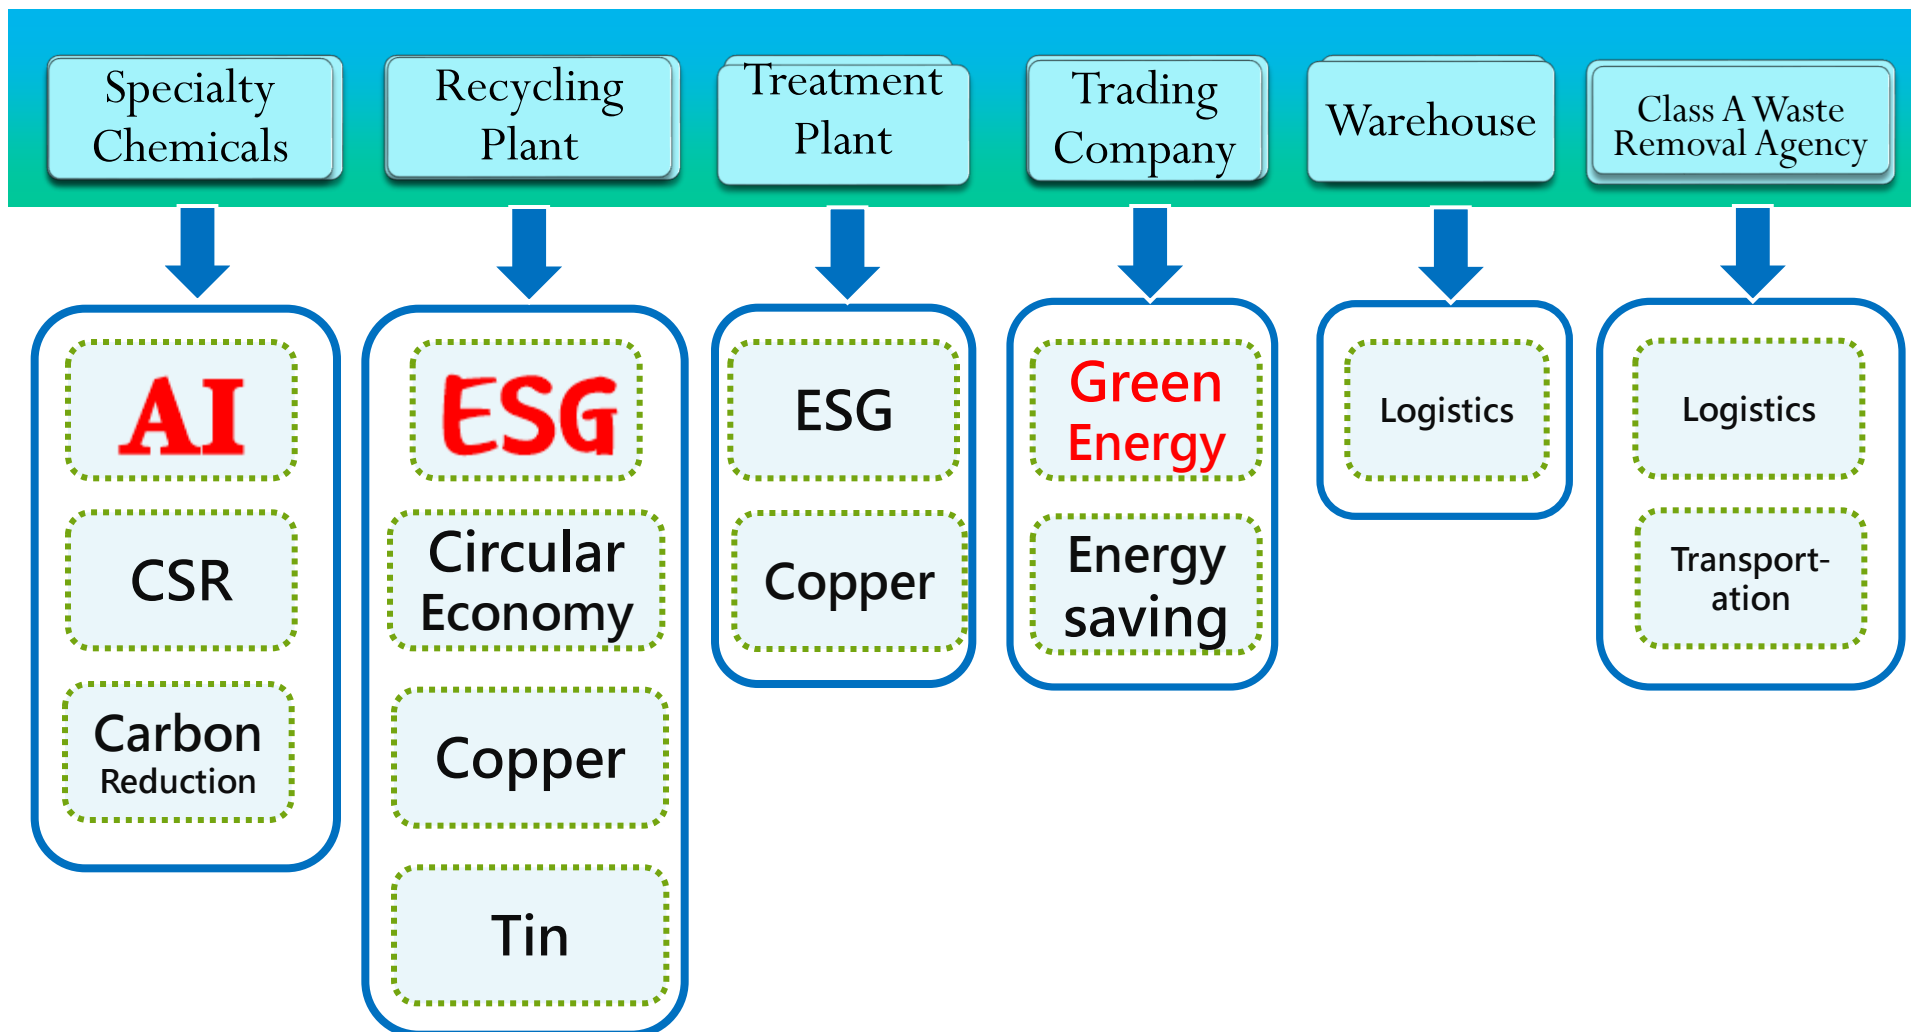 Specialty
Chemicals
Recycling
Plant
Treatment
Plant
Trading
Company
Warehouse
Class A Waste
Removal Agency
AI
CSR
Carbon
Reduction
ESG
Circular
Economy
Copper
Tin
ESG
Copper
Green
Energy
Energy
saving
Logistics
Logistics
Transport-
ation